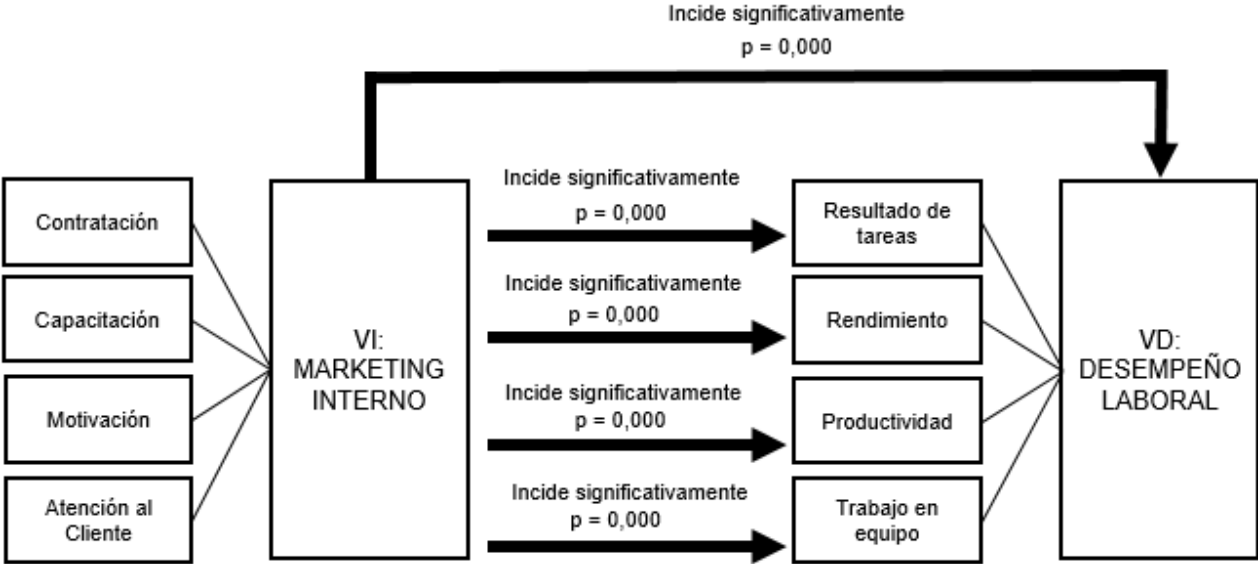 Incide significativamente
p = 0,000
Contratación
Capacitación
Motivación
Atención al
Cliente
VI:
MARKETING
INTERNO
Incide significativamente
p = 0,000
Incide significativamente
p = 0,000
Incide significativamente
p = 0,000
Incide significativamente
p = 0,000
Resultado de
tareas
Rendimiento
Productividad
Trabajo en
equipo
VD:
DESEMPEÑO
LABORAL